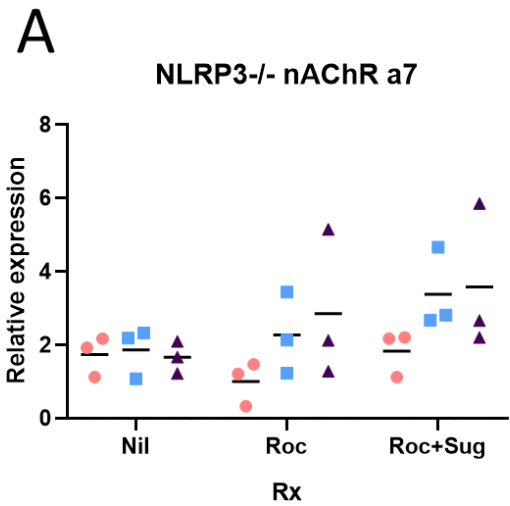 A
NLRP3-/- nAChR a7
Relative expression
8
6
4
2
0
Nil Roc Roc+Sug
Rx